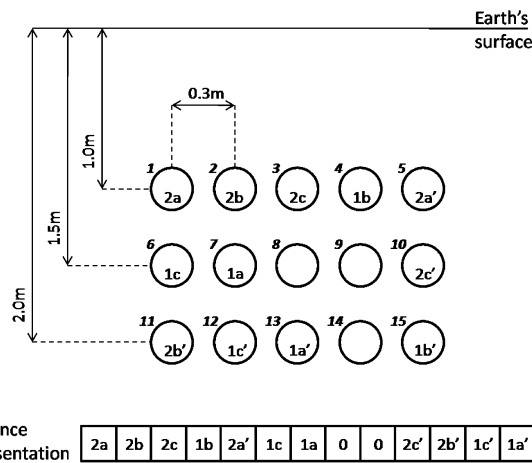 Earth's
surface
0.3m
1.0m
1.5m
2.0m
1 2 3 4 5
2a 2b 2c 1b 2a′
6 7 8 9 10
1c 1a 2c′
11 12 13 14 15
2b′ 1c′ 1a′ 1b′
nce
sentation
2a 2b 2c 1b 2a′ 1c 1a 0 0 2c′ 2b′ 1c′ 1a′